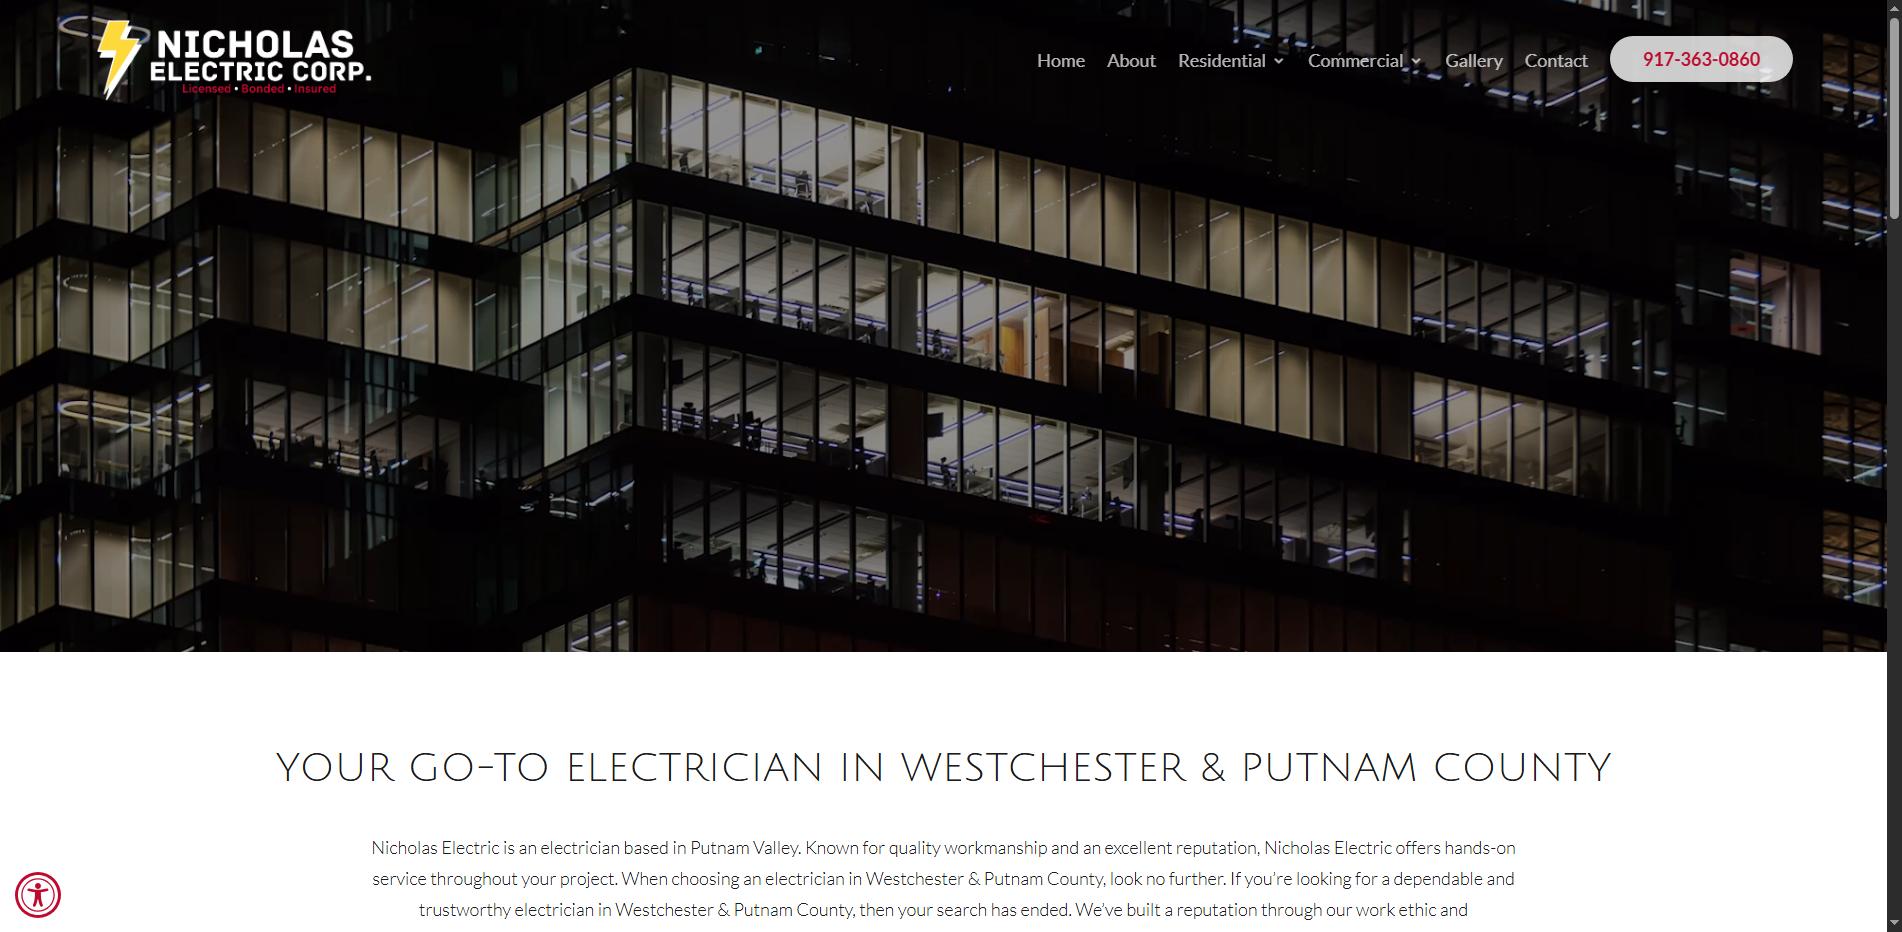 NICHOLAS
ELECTRIC CORP.
Licensed • Bonded • Insured
Home About Residential Commercial Gallery Contact 917-363-0860
YOUR GO-TO ELECTRICIAN IN WESTCHESTER & PUTNAM COUNTY
Nicholas Electric is an electrician based in Putnam Valley. Known for quality workmanship and an excellent reputation, Nicholas Electric offers hands-on
service throughout your project. When choosing an electrician in Westchester & Putnam County, look no further. If you’re looking for a dependable and
trustworthy electrician in Westchester & Putnam County, then your search has ended. We’ve built a reputation through our work ethic and